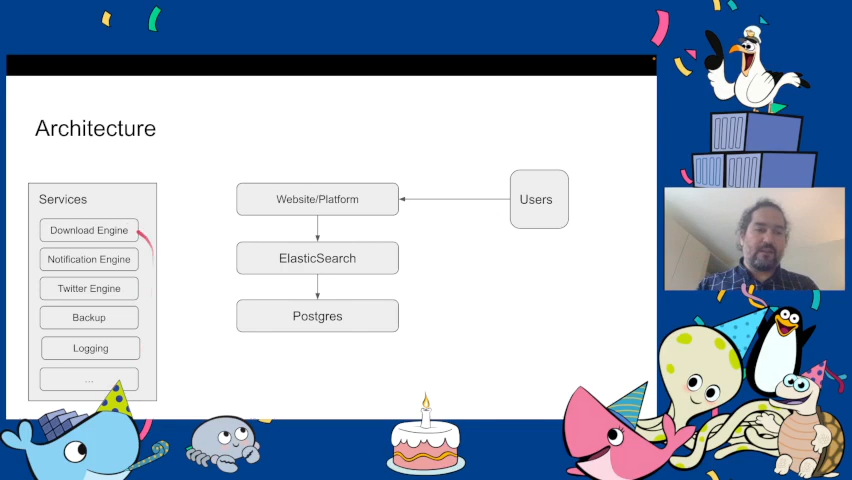 Architecture
Services
Download Engine
Notification Engine
Twitter Engine
Backup
Logging
...
Website/Platform
ElasticSearch
Postgres
Users